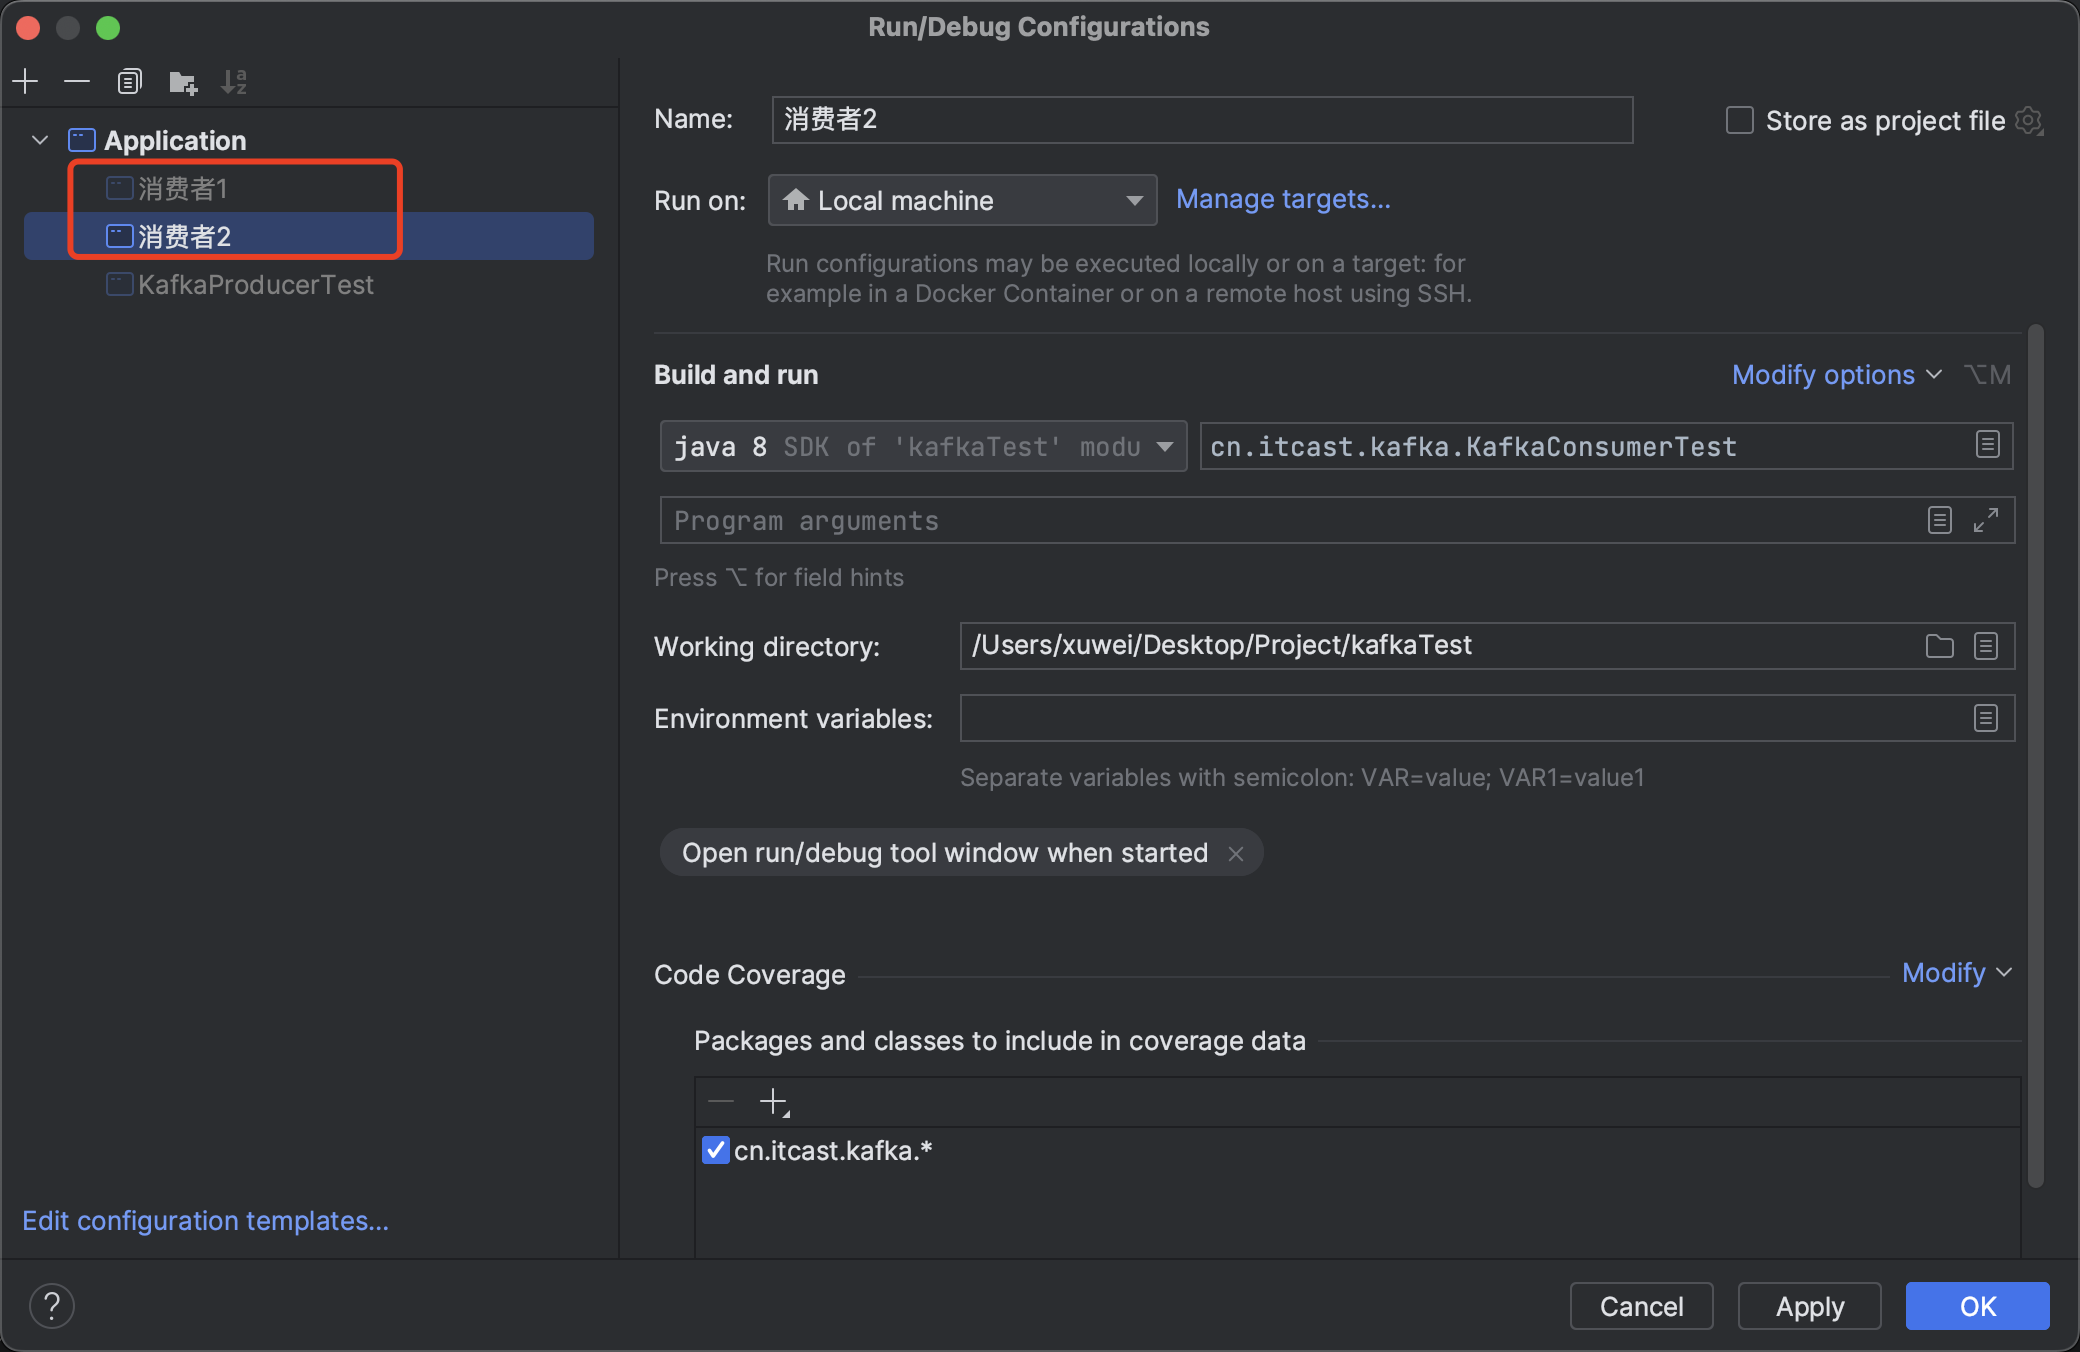 Run/Debug Configurations
Application
消费者1
消费者2
KafkaProducerTest
Edit configuration templates...
Name:
消费者2
Store as project file
Run on:
Local machine
Manage targets...
Run configurations may be executed locally or on a target: for
example in a Docker Container or on a remote host using SSH.
Build and run
Modify options
⌥M
java 8 SDK of 'kafkaTest' modu
cn.itcast.kafka.KafkaConsumerTest
Program arguments
Press ⌥ for field hints
Working directory:
/Users/xuwei/Desktop/Project/kafkaTest
Environment variables:
Separate variables with semicolon: VAR=value; VAR1=value1
Open run/debug tool window when started
Code Coverage
Modify
Packages and classes to include in coverage data
cn.itcast.kafka.*
?
Cancel
Apply
OK